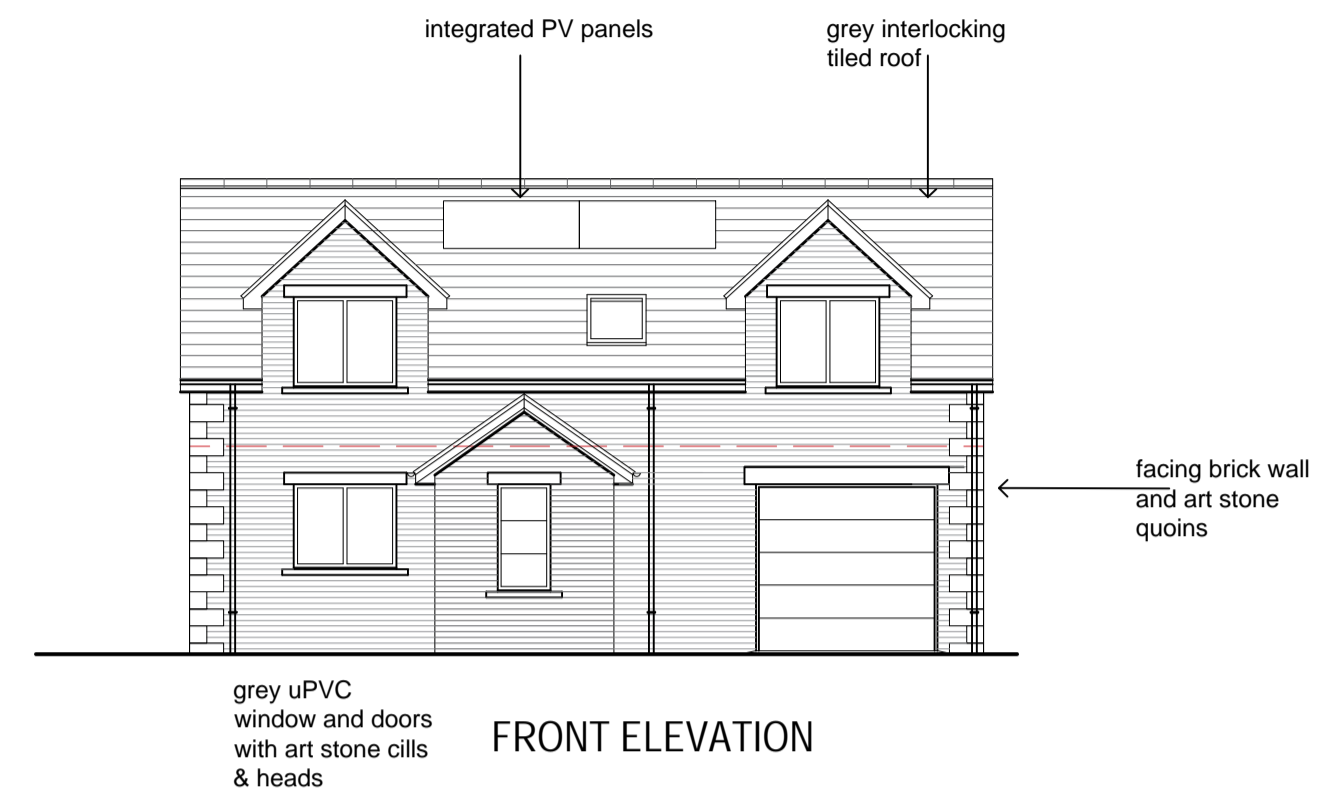 integrated PV panels
grey interlocking
tiled roof
facing brick wall
and art stone
quoins
grey uPVC
window and doors
with art stone cills
& heads
FRONT ELEVATION